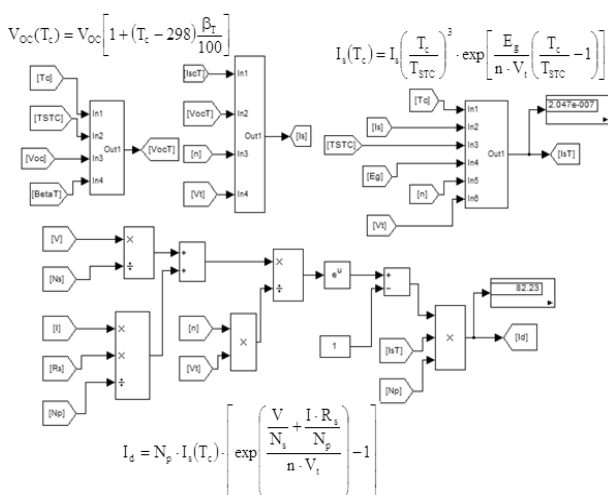 V_OC(T_c) = V_OC[1 + (T_c − 298) β_T/100]
I_s(T_c) = I_s(T_c/T_STC)^3 · exp[E_g/(n · V_t) (T_c/T_STC − 1)]
[Tc]
[TSTC]
[Voc]
[BetaT]
In1
In2
In3
In4
Out1
[VocT]
[IscT]
[VocT]
[n]
[Vt]
In1
In2
In3
In4
Out1
[Is]
[Tc]
[Is]
[TSTC]
[Eg]
[n]
[Vt]
In1
In2
In3
In4
In5
In6
Out1
2.047e-007
[IsT]
[V]
[Ns]
×
÷
+
+
[I]
[Rs]
[Np]
×
×
÷
[n]
[Vt]
×
×
÷
e^u
1
+
−
[IsT]
[Np]
×
82.23
[Id]
I_d = N_p · I_s(T_c) · [exp((V/N_s + I · R_s/N_p)/(n · V_t)) − 1]